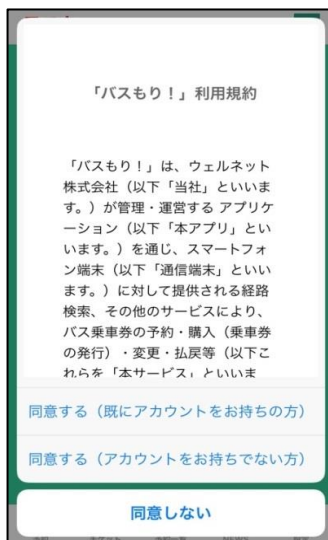 「バスもり！」利用規約
「バスもり！」は、ウェルネット
株式会社（以下「当社」といいま
す。）が管理・運営する アプリケ
ーション（以下「本アプリ」とい
います。）を通じ、スマートフォ
ン端末（以下「通信端末」といい
ます。）に対して提供される経路
検索、その他のサービスにより、
バス乗車券の予約・購入（乗車券
の発行）・変更・払戻等（以下こ
れらを「本サービス」といいま
同意する（既にアカウントをお持ちの方）
同意する（アカウントをお持ちでない方）
同意しない